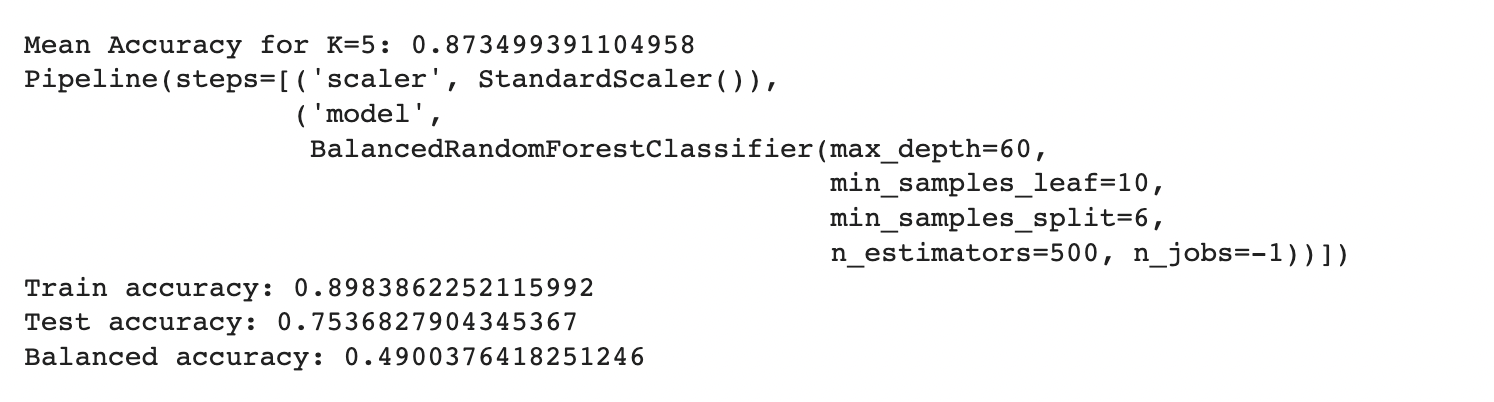 Mean Accuracy for K=5: 0.873499391104958
Pipeline(steps=[('scaler', StandardScaler()),
                ('model',
                 BalancedRandomForestClassifier(max_depth=60,
                                                min_samples_leaf=10,
                                                min_samples_split=6,
                                                n_estimators=500, n_jobs=-1))])
Train accuracy: 0.8983862252115992
Test accuracy: 0.7536827904345367
Balanced accuracy: 0.4900376418251246